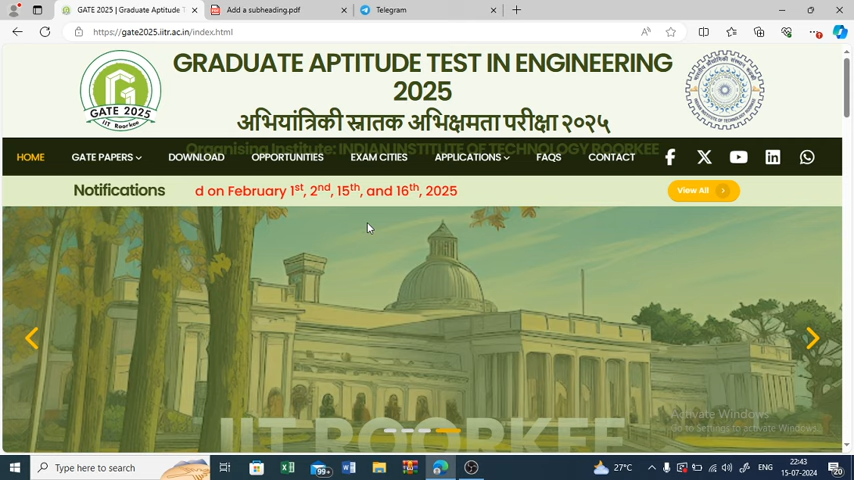 GATE 2025 | Graduate Aptitude T
Add a subheading.pdf
Telegram
https://gate2025.iitr.ac.in/index.html
GATE 2025
IIT Roorkee
GRADUATE APTITUDE TEST IN ENGINEERING
2025
अभियांत्रिकी स्नातक अभिक्षमता परीक्षा २०२५
Organising Institute: INDIAN INSTITUTE OF TECHNOLOGY ROORKEE
HOME
GATE PAPERS
DOWNLOAD
OPPORTUNITIES
EXAM CITIES
APPLICATIONS
FAQS
CONTACT
Notifications
d on February 1st, 2nd, 15th, and 16th, 2025
View All
IIT ROORKEE
Activate Windows
Go to Settings to activate Windows.
Type here to search
99+
27°C
ENG
22:43
15-07-2024
20